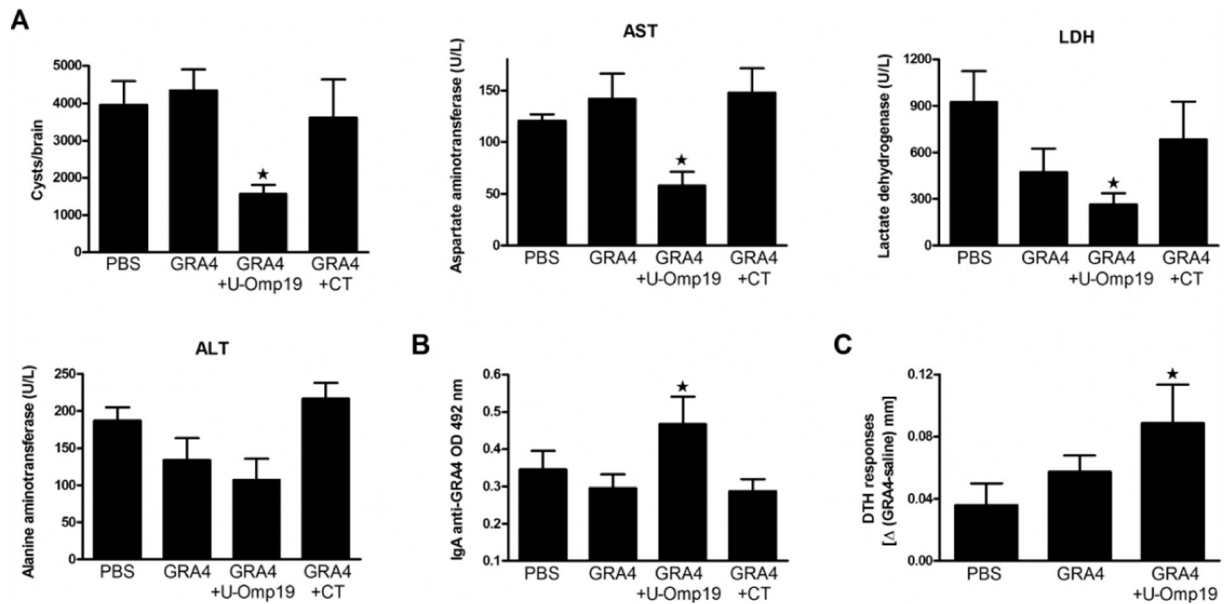 A
Cysts/brain
5000
4000
3000
2000
1000
0
PBS
GRA4
GRA4
+U-Omp19
GRA4
+CT
AST
Aspartate aminotransferase (U/L)
150
100
50
0
PBS
GRA4
GRA4
+U-Omp19
GRA4
+CT
LDH
Lactate dehydrogenase (U/L)
1200
900
600
300
0
PBS
GRA4
GRA4
+U-Omp19
GRA4
+CT
ALT
Alanine aminotransferase (U/L)
250
200
150
100
50
0
PBS
GRA4
GRA4
+U-Omp19
GRA4
+CT
B
IgA anti-GRA4 OD 492 nm
0.6
0.5
0.4
0.3
0.3
0.1
PBS
GRA4
GRA4
+U-Omp19
GRA4
+CT
C
DTH responses
[Δ (GRA4-saline) mm]
0.12
0.08
0.04
0.00
PBS
GRA4
GRA4
+U-Omp19